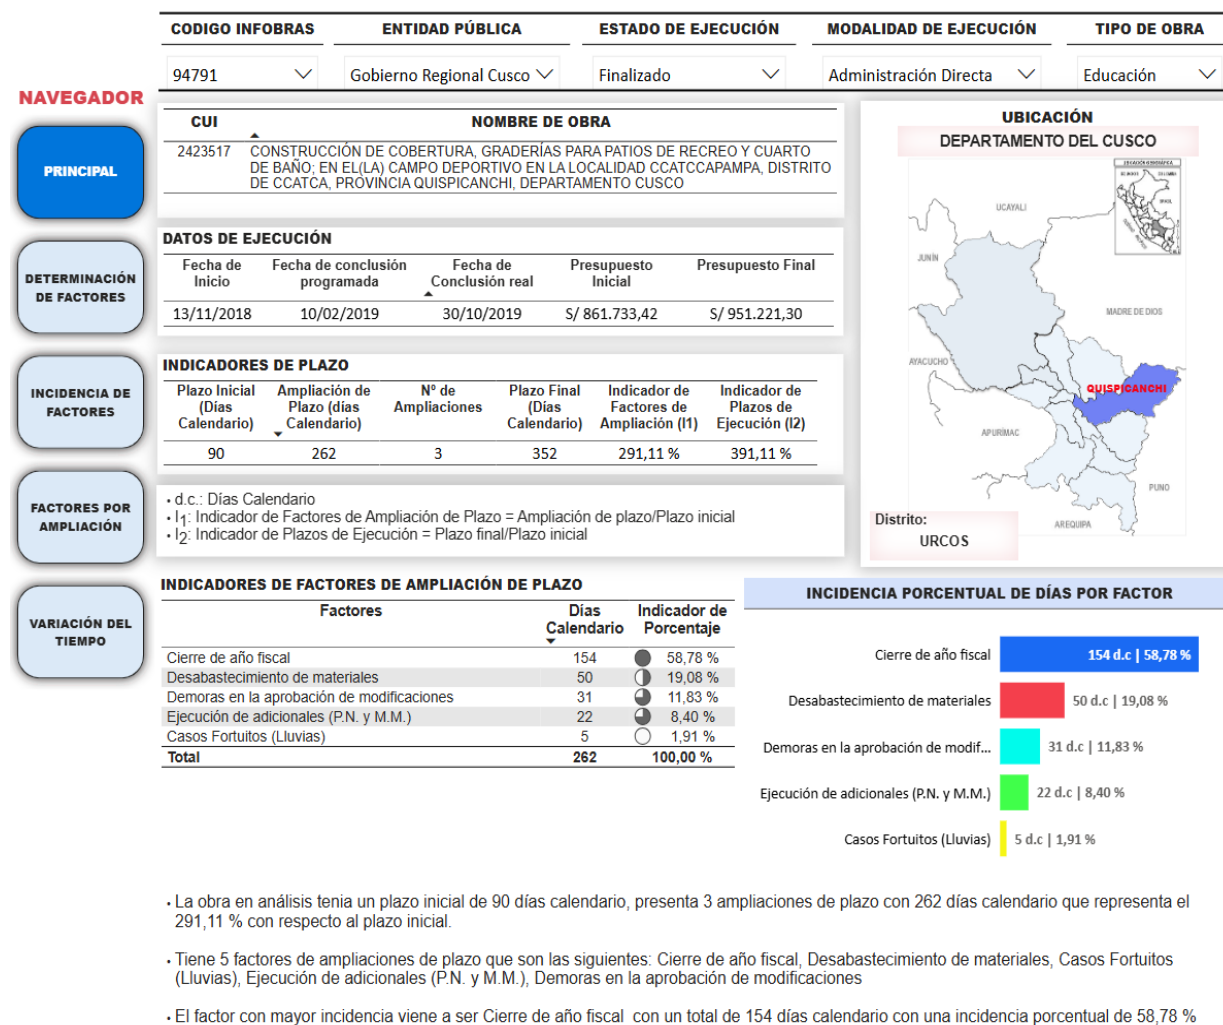 CODIGO INFOBRAS
ENTIDAD PÚBLICA
ESTADO DE EJECUCIÓN
MODALIDAD DE EJECUCIÓN
TIPO DE OBRA
94791
Gobierno Regional Cusco
Finalizado
Administración Directa
Educación
NAVEGADOR
PRINCIPAL
DETERMINACIÓN
DE FACTORES
INCIDENCIA DE
FACTORES
FACTORES POR
AMPLIACIÓN
VARIACIÓN DEL
TIEMPO
CUI NOMBRE DE OBRA
2423517 CONSTRUCCIÓN DE COBERTURA, GRADERÍAS PARA PATIOS DE RECREO Y CUARTO
DE BAÑO; EN EL(LA) CAMPO DEPORTIVO EN LA LOCALIDAD CCATCCAPAMPA, DISTRITO
DE CCATCA, PROVINCIA QUISPICANCHI, DEPARTAMENTO CUSCO
DATOS DE EJECUCIÓN
Fecha de Fecha de conclusión Fecha de Presupuesto Presupuesto Final
Inicio programada Conclusión real Inicial
13/11/2018 10/02/2019 30/10/2019 S/ 861.733,42 S/ 951.221,30
INDICADORES DE PLAZO
Plazo Inicial Ampliación de Nº de Plazo Final Indicador de Indicador de
(Días Plazo (días Ampliaciones (Días Factores de Plazos de
Calendario) Calendario) Calendario) Ampliación (I1) Ejecución (I2)
90 262 3 352 291,11 % 391,11 %
• d.c.: Días Calendario
• I1: Indicador de Factores de Ampliación de Plazo = Ampliación de plazo/Plazo inicial
• I2: Indicador de Plazos de Ejecución = Plazo final/Plazo inicial
UBICACIÓN
DEPARTAMENTO DEL CUSCO
UCAYALI
JUNÍN
MADRE DE DIOS
AYACUCHO
QUISPICANCHI
APURÍMAC
PUNO
AREQUIPA
Distrito:
URCOS
INDICADORES DE FACTORES DE AMPLIACIÓN DE PLAZO
Factores Días Indicador de
Calendario Porcentaje
Cierre de año fiscal 154 58,78 %
Desabastecimiento de materiales 50 19,08 %
Demoras en la aprobación de modificaciones 31 11,83 %
Ejecución de adicionales (P.N. y M.M.) 22 8,40 %
Casos Fortuitos (Lluvias) 5 1,91 %
Total 262 100,00 %
INCIDENCIA PORCENTUAL DE DÍAS POR FACTOR
Cierre de año fiscal 154 d.c | 58,78 %
Desabastecimiento de materiales 50 d.c | 19,08 %
Demoras en la aprobación de modif... 31 d.c | 11,83 %
Ejecución de adicionales (P.N. y M.M.) 22 d.c | 8,40 %
Casos Fortuitos (Lluvias) 5 d.c | 1,91 %
• La obra en análisis tenia un plazo inicial de 90 días calendario, presenta 3 ampliaciones de plazo con 262 días calendario que representa el
291,11 % con respecto al plazo inicial.
• Tiene 5 factores de ampliaciones de plazo que son las siguientes: Cierre de año fiscal, Desabastecimiento de materiales, Casos Fortuitos
(Lluvias), Ejecución de adicionales (P.N. y M.M.), Demoras en la aprobación de modificaciones
• El factor con mayor incidencia viene a ser Cierre de año fiscal con un total de 154 días calendario con una incidencia porcentual de 58,78 %